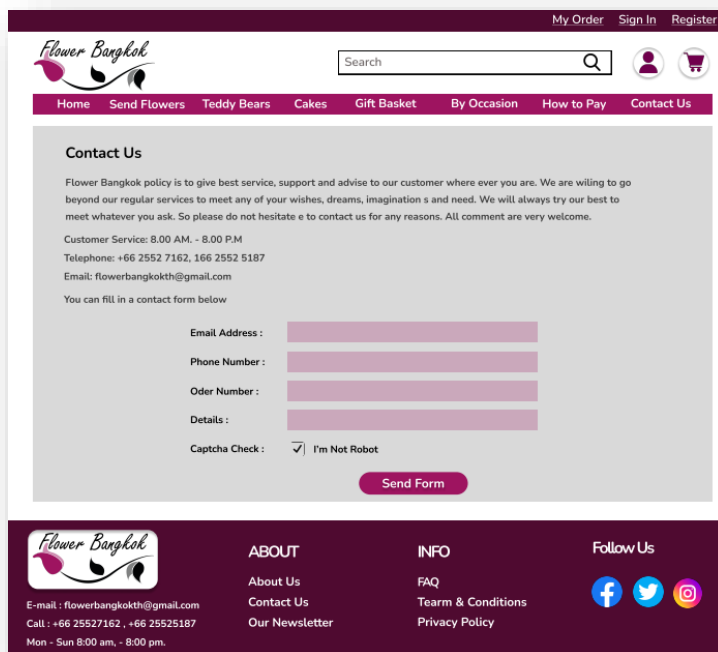 My Order Sign In Register
Flower Bangkok
Search
Home Send Flowers Teddy Bears Cakes Gift Basket By Occasion How to Pay Contact Us
Contact Us
Flower Bangkok policy is to give best service, support and advise to our customer where ever you are. We are wiling to go
beyond our regular services to meet any of your wishes, dreams, imagination s and need. We will always try our best to
meet whatever you ask. So please do not hesitate e to contact us for any reasons. All comment are very welcome.
Customer Service: 8.00 AM. - 8.00 P.M
Telephone: +66 2552 7162, 166 2552 5187
Email: flowerbangkokth@gmail.com
You can fill in a contact form below
Email Address :
Phone Number :
Oder Number :
Details :
Captcha Check : I'm Not Robot
Send Form
Flower Bangkok
E-mail : flowerbangkokth@gmail.com
Call : +66 25527162 , +66 25525187
Mon - Sun 8:00 am, - 8:00 pm.
ABOUT
About Us
Contact Us
Our Newsletter
INFO
FAQ
Tearm & Conditions
Privacy Policy
Follow Us